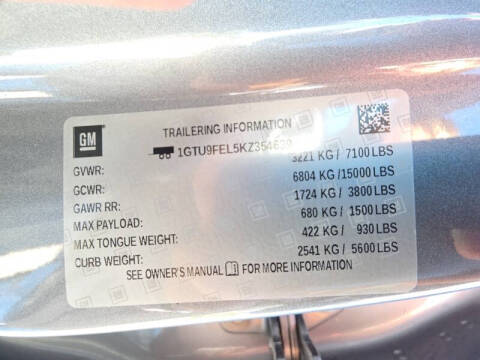 GM
TRAILERING INFORMATION
1GTU9FEL5KZ354639
GVWR: 3221 KG / 7100 LBS
GCWR: 6804 KG /15000 LBS
GAWR RR: 1724 KG / 3800 LBS
MAX PAYLOAD: 680 KG / 1500 LBS
MAX TONGUE WEIGHT: 422 KG / 930 LBS
CURB WEIGHT: 2541 KG / 5600 LBS
SEE OWNER'S MANUAL FOR MORE INFORMATION